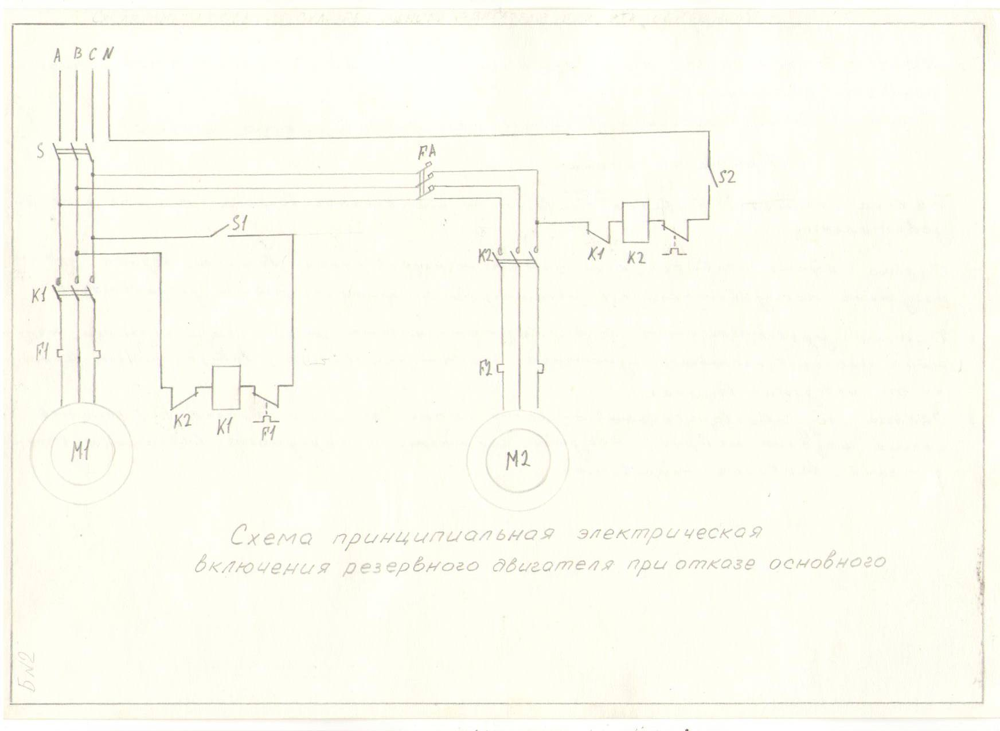 A B C N
S
FA
S2
S1
K1
K2
K1
K2
F1
F2
K2
K1
F1
M1
M2
Схема принципиальная электрическая
включения резервного двигателя при отказе основного
Б№2